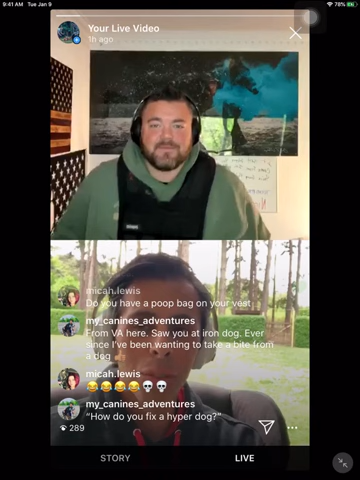 9:41 AM Tue Jan 9
78%
Your Live Video
1h ago
micah.lewis
Do you have a poop bag on your vest
my_canines_adventures
From VA here. Saw you at iron dog. Ever
since I've been wanting to take a bite from
a dog
micah.lewis
😂😂😂😂💀💀
my_canines_adventures
“How do you fix a hyper dog?”
289
STORY LIVE